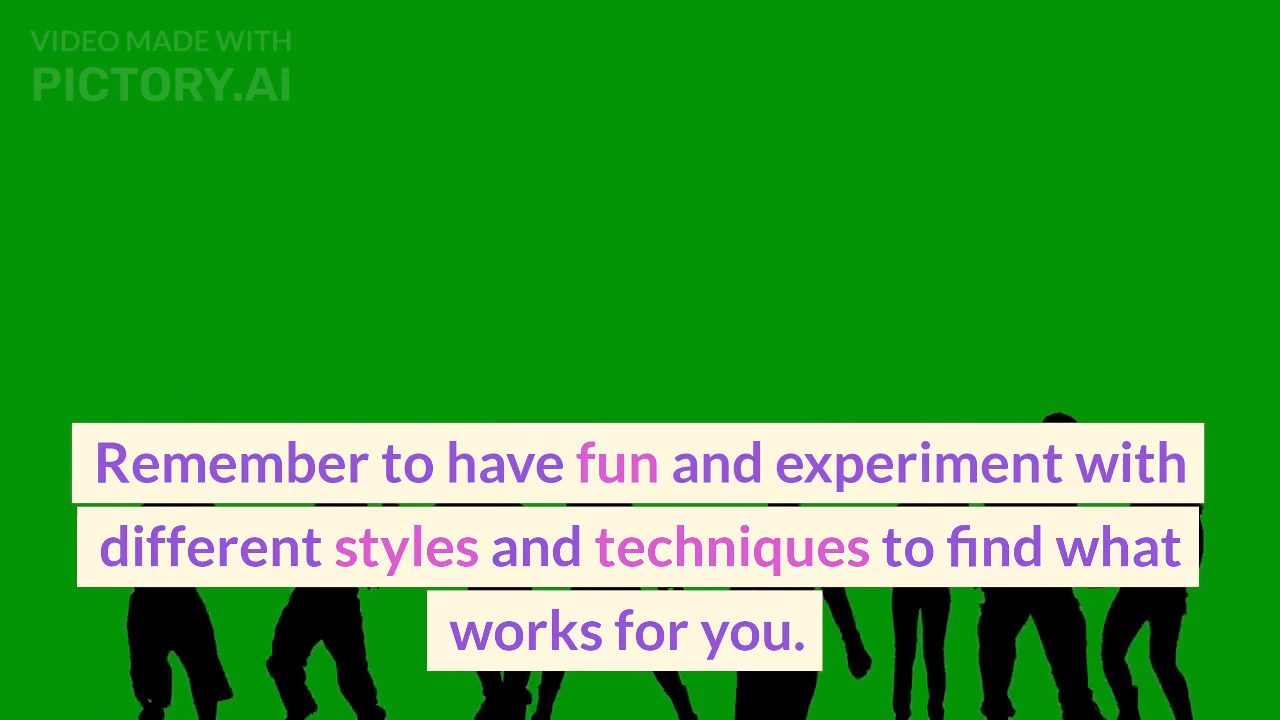 VIDEO MADE WITH
PICTORY.AI
Remember to have fun and experiment with
different styles and techniques to find what
works for you.